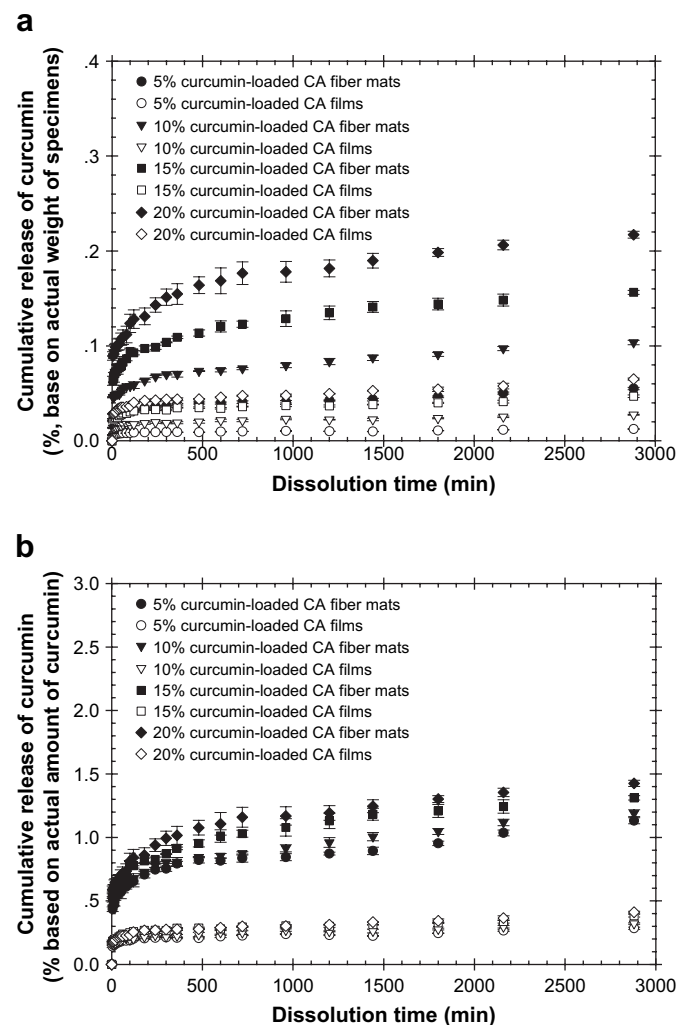 a
Cumulative release of curcumin
(%, base on actual weight of specimens)
.4
.3
.2
.1
0.0
5% curcumin-loaded CA fiber mats
5% curcumin-loaded CA films
10% curcumin-loaded CA fiber mats
10% curcumin-loaded CA films
15% curcumin-loaded CA fiber mats
15% curcumin-loaded CA films
20% curcumin-loaded CA fiber mats
20% curcumin-loaded CA films
0 500 1000 1500 2000 2500 3000
Dissolution time (min)
b
Cumulative release of curcumin
(% based on actual amount of curcumin)
3.0
2.5
2.0
1.5
1.0
.5
0.0
5% curcumin-loaded CA fiber mats
5% curcumin-loaded CA films
10% curcumin-loaded CA fiber mats
10% curcumin-loaded CA films
15% curcumin-loaded CA fiber mats
15% curcumin-loaded CA films
20% curcumin-loaded CA fiber mats
20% curcumin-loaded CA films
0 500 1000 1500 2000 2500 3000
Dissolution time (min)